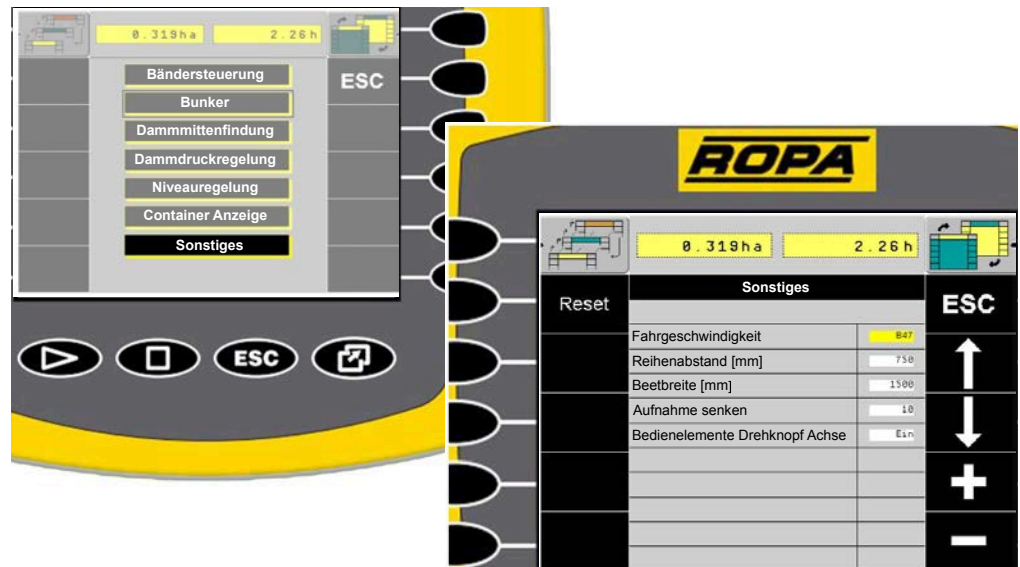 0.319ha 2.26h
Bändersteuerung
ESC
Bunker
Dammmittenfindung
Dammdruckregelung
Niveauregelung
Container Anzeige
Sonstiges
ESC
ROPA
0.319ha 2.26h
Sonstiges
Reset
ESC
Fahrgeschwindigkeit B47
Reihenabstand [mm] 750
Beetbreite [mm] 1500
Aufnahme senken 10
Bedienelemente Drehknopf Achse Ein